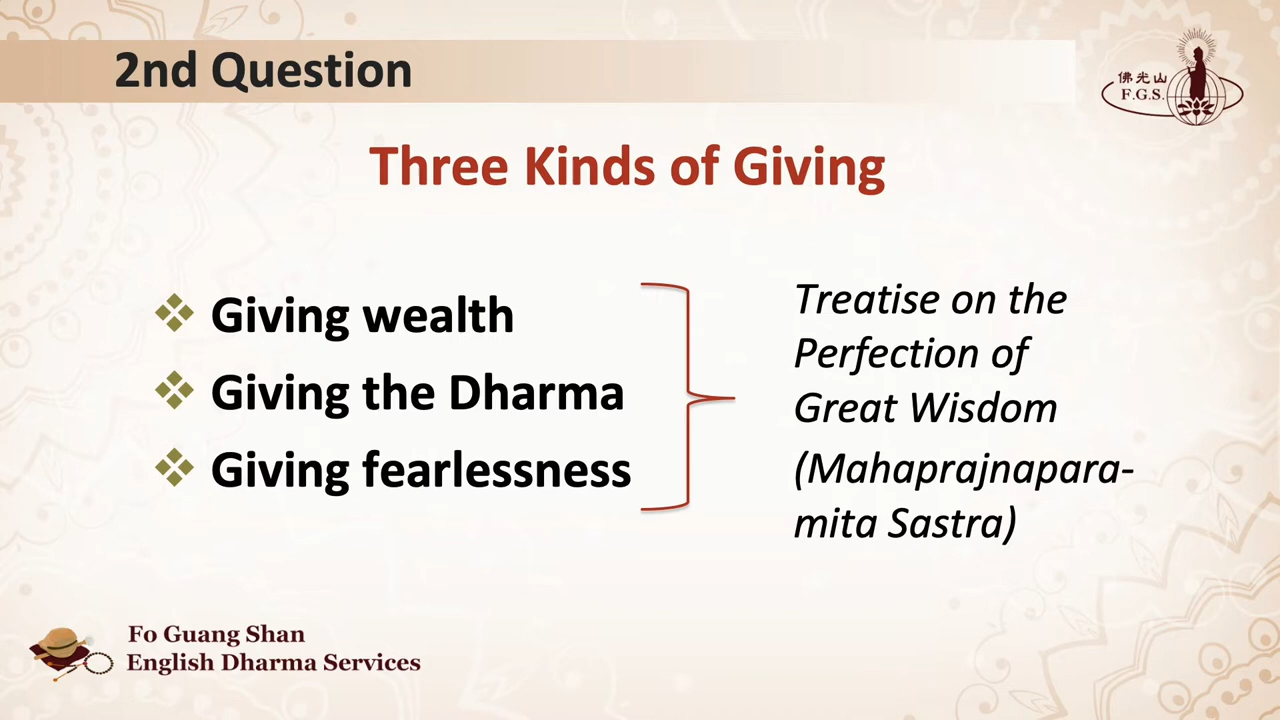 2nd Question
佛光山
F.G.S.
Three Kinds of Giving
Giving wealth
Giving the Dharma
Giving fearlessness
Treatise on the
Perfection of
Great Wisdom
(Mahaprajnapara-
mita Sastra)
Fo Guang Shan
English Dharma Services